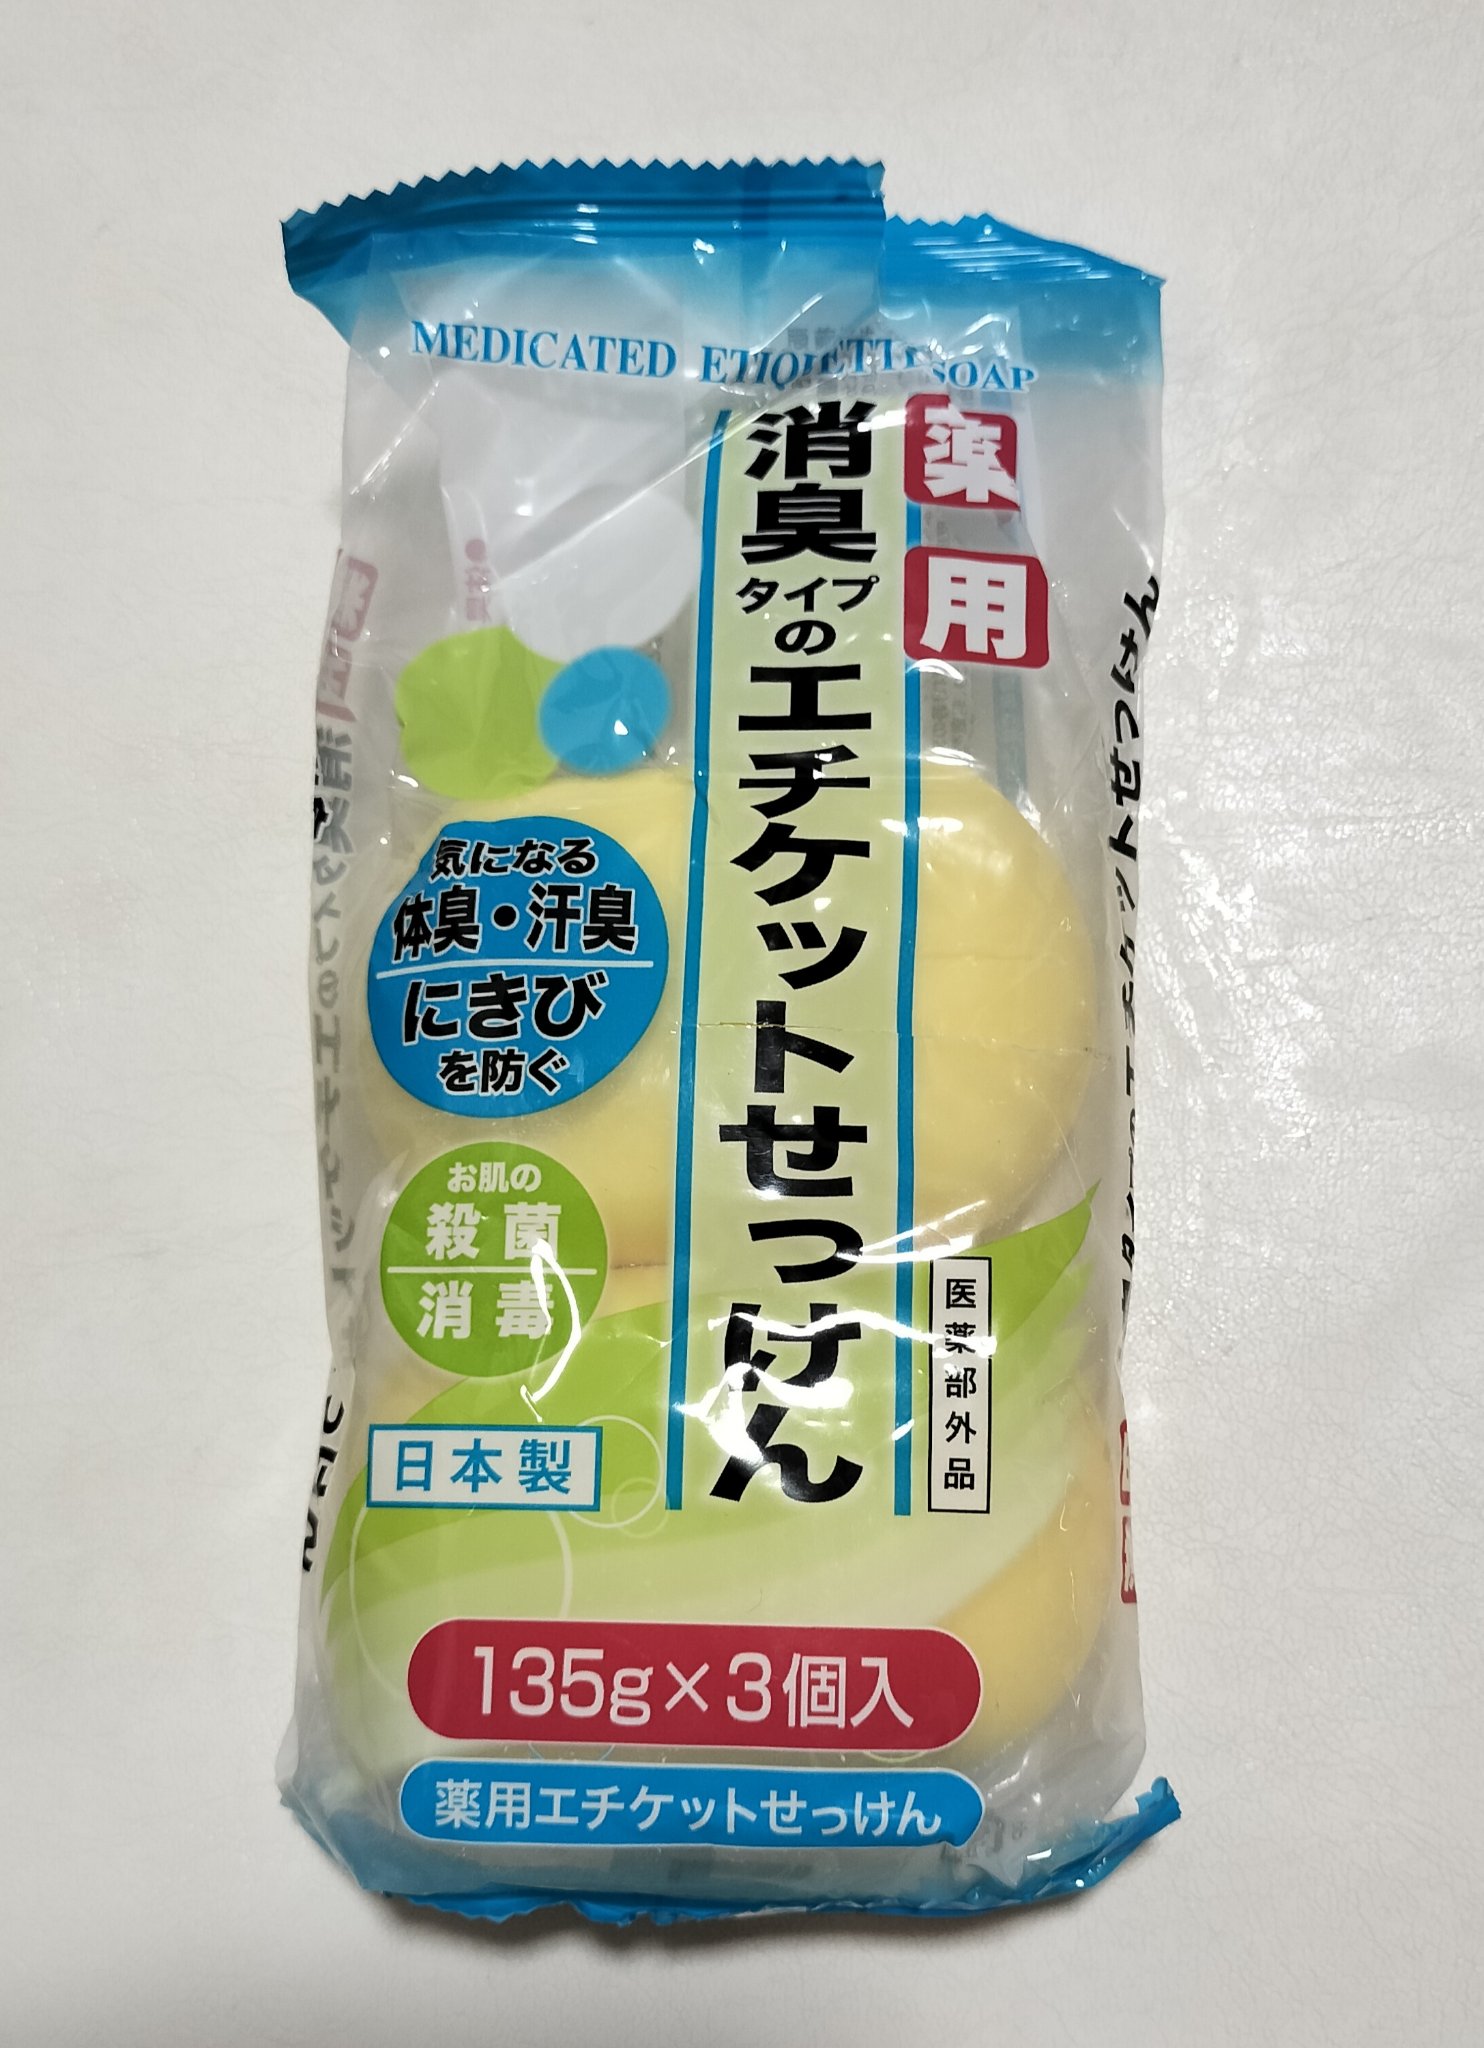 MEDICATED ETIQUETTE SOAP
薬用
消臭タイプのエチケットせっけん
気になる
体臭・汗臭
にきび
を防ぐ
お肌の
殺菌
消毒
医薬部外品
日本製
135g×3個入
薬用エチケットせっけん